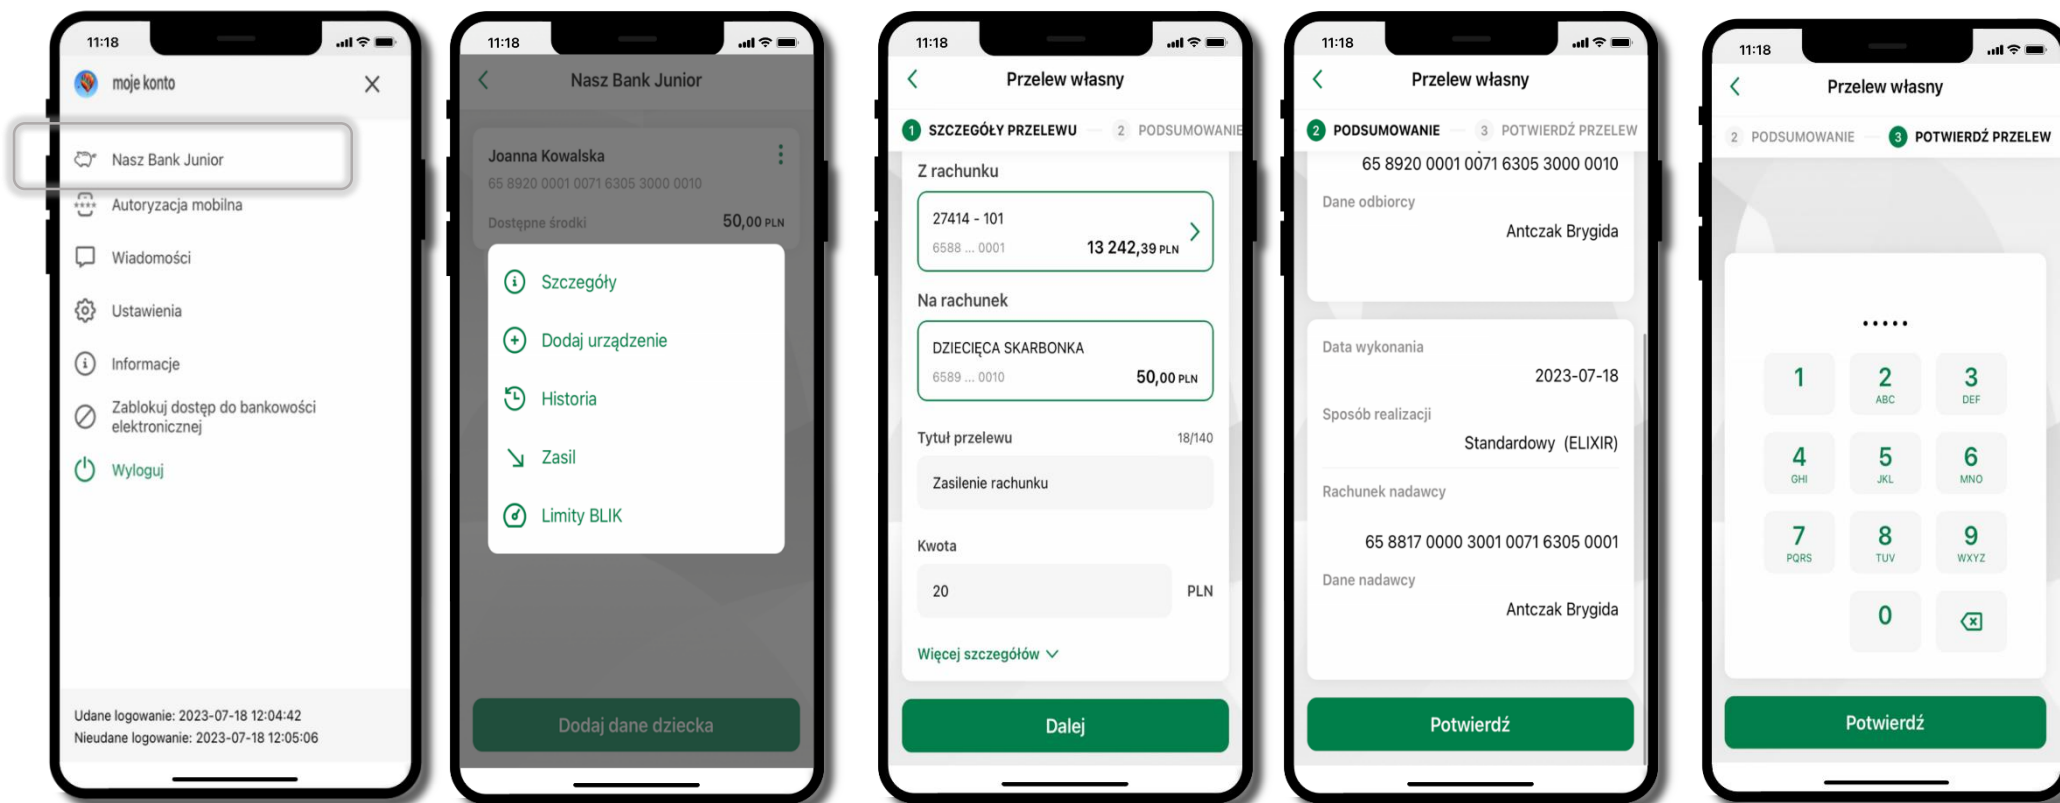 11:18
moje konto
Nasz Bank Junior
Autoryzacja mobilna
Wiadomości
Ustawienia
Informacje
Zablokuj dostęp do bankowości
elektronicznej
Wyloguj
Udane logowanie: 2023-07-18 12:04:42
Nieudane logowanie: 2023-07-18 12:05:06
11:18
Nasz Bank Junior
Joanna Kowalska
65 8920 0001 0071 6305 3000 0010
Dostępne środki 50,00 PLN
Szczegóły
Dodaj urządzenie
Historia
Zasil
Limity BLIK
Dodaj dane dziecka
11:18
Przelew własny
1 SZCZEGÓŁY PRZELEWU 2 PODSUMOWANIE
Z rachunku
27414 - 101
6588 ... 0001 13 242,39 PLN
Na rachunek
DZIECIĘCA SKARBONKA
6589 ... 0010 50,00 PLN
Tytuł przelewu 18/140
Zasilenie rachunku
Kwota
20 PLN
Więcej szczegółów
Dalej
11:18
Przelew własny
2 PODSUMOWANIE 3 POTWIERDŹ PRZELEW
65 8920 0001 0071 6305 3000 0010
Dane odbiorcy
Antczak Brygida
Data wykonania
2023-07-18
Sposób realizacji
Standardowy (ELIXIR)
Rachunek nadawcy
65 8817 0000 3001 0071 6305 0001
Dane nadawcy
Antczak Brygida
Potwierdź
11:18
Przelew własny
2 PODSUMOWANIE 3 POTWIERDŹ PRZELEW
•••••
1 2 3
ABC DEF
4 5 6
GHI JKL MNO
7 8 9
PQRS TUV WXYZ
0
Potwierdź